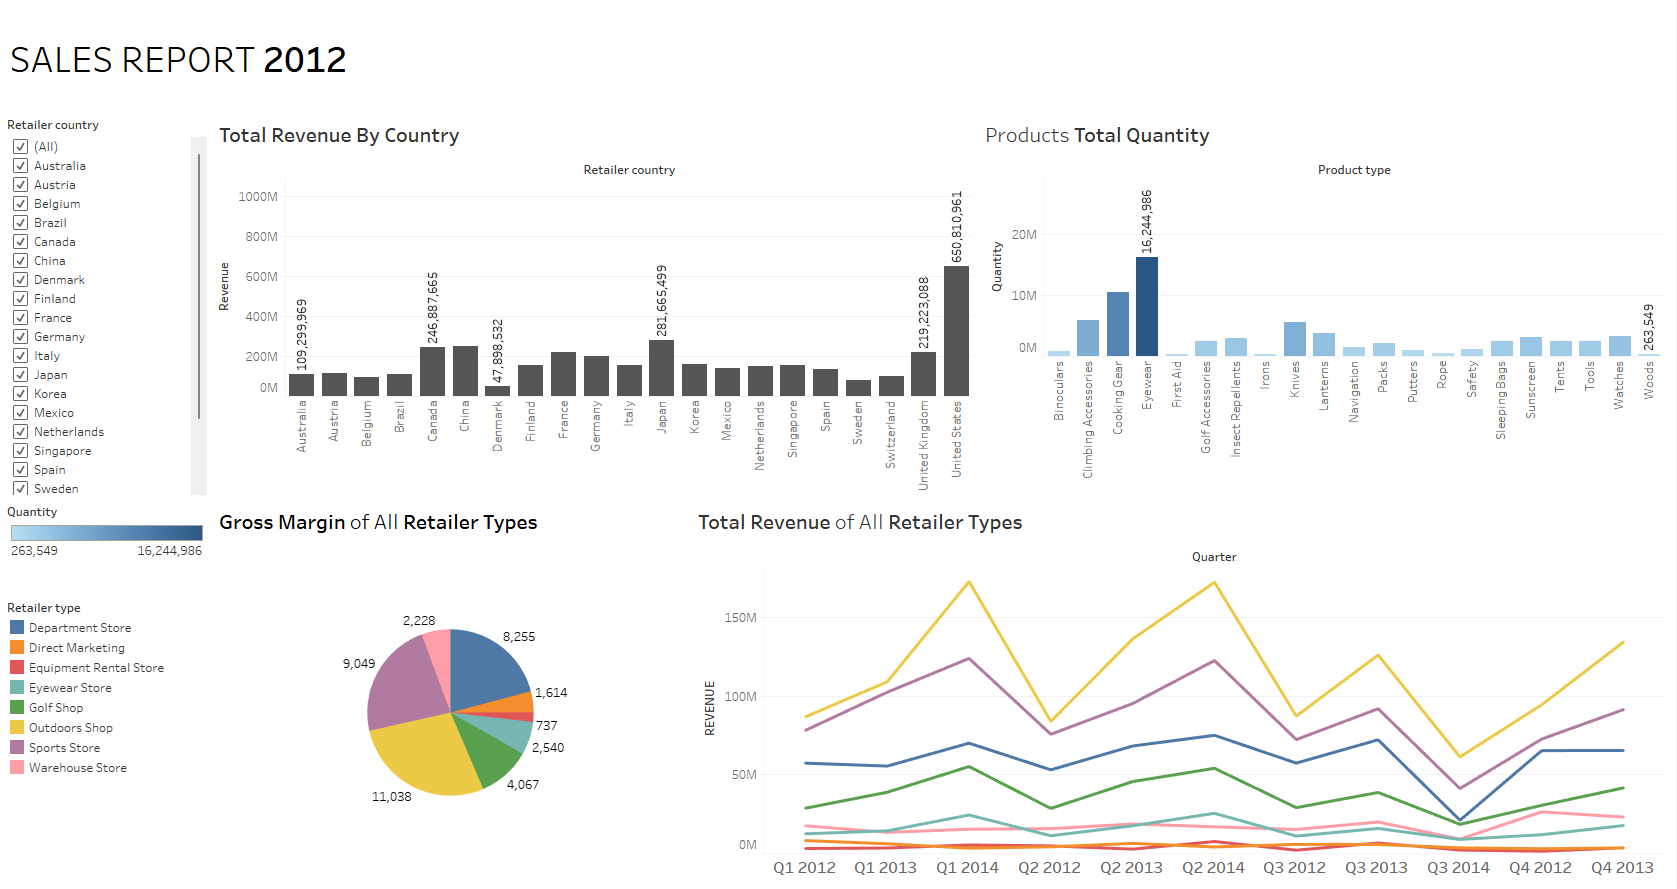 SALES REPORT 2012
Retailer country
(All)
Australia
Austria
Belgium
Brazil
Canada
China
Denmark
Finland
France
Germany
Italy
Japan
Korea
Mexico
Netherlands
Singapore
Spain
Sweden
Quantity
263,549 16,244,986
Retailer type
Department Store
Direct Marketing
Equipment Rental Store
Eyewear Store
Golf Shop
Outdoors Shop
Sports Store
Warehouse Store
Total Revenue By Country
Retailer country
Revenue
1000M
800M
600M
400M
200M
0M
109,299,969
246,887,665
47,898,532
281,665,499
219,223,088
650,810,961
Australia
Austria
Belgium
Brazil
Canada
China
Denmark
Finland
France
Germany
Italy
Japan
Korea
Mexico
Netherlands
Singapore
Spain
Sweden
Switzerland
United Kingdom
United States
Products Total Quantity
Product type
Quantity
20M
10M
0M
16,244,986
263,549
Binoculars
Climbing Accessories
Cooking Gear
Eyewear
First Aid
Golf Accessories
Insect Repellents
Irons
Knives
Lanterns
Navigation
Packs
Putters
Rope
Safety
Sleeping Bags
Sunscreen
Tents
Tools
Watches
Woods
Gross Margin of All Retailer Types
2,228
8,255
9,049
1,614
737
2,540
4,067
11,038
Total Revenue of All Retailer Types
Quarter
REVENUE
150M
100M
50M
0M
Q1 2012 Q1 2013 Q1 2014 Q2 2012 Q2 2013 Q2 2014 Q3 2012 Q3 2013 Q3 2014 Q4 2012 Q4 2013